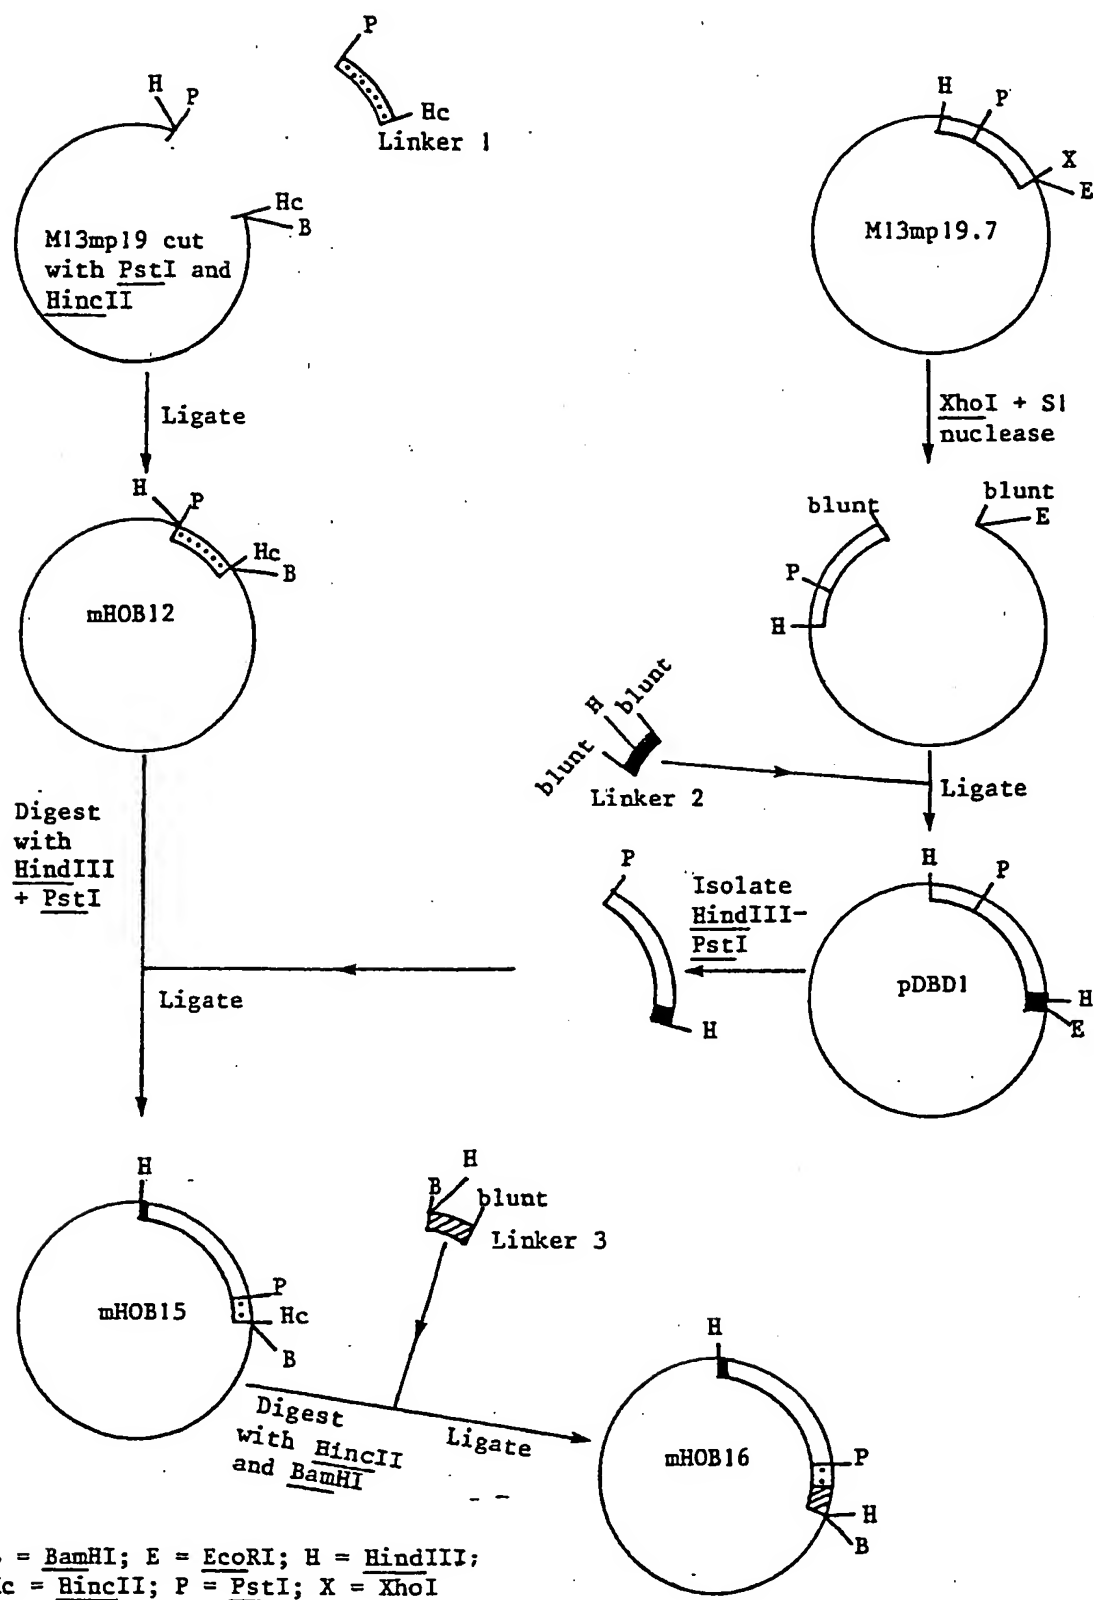 P
H
P
Hc
Linker 1
Hc
B
M13mp19 cut
with PstI and
HincII
H
P
X
E
M13mp19.7
Ligate
XhoI + S1
nuclease
H
P
Hc
B
mHOB12
blunt
blunt
E
P
H
H
blunt
blunt
Linker 2
Ligate
Digest
with
HindIII
+ PstI
P
Isolate
HindIII-
PstI
H
H
P
pDBD1
H
E
Ligate
H
P
Hc
B
mHOB15
B
H
blunt
Linker 3
Digest
with HincII
and BamHI
Ligate
H
mHOB16
P
H
B
= BamHI; E = EcoRI; H = HindIII;
c = HincII; P = PstI; X = XhoI